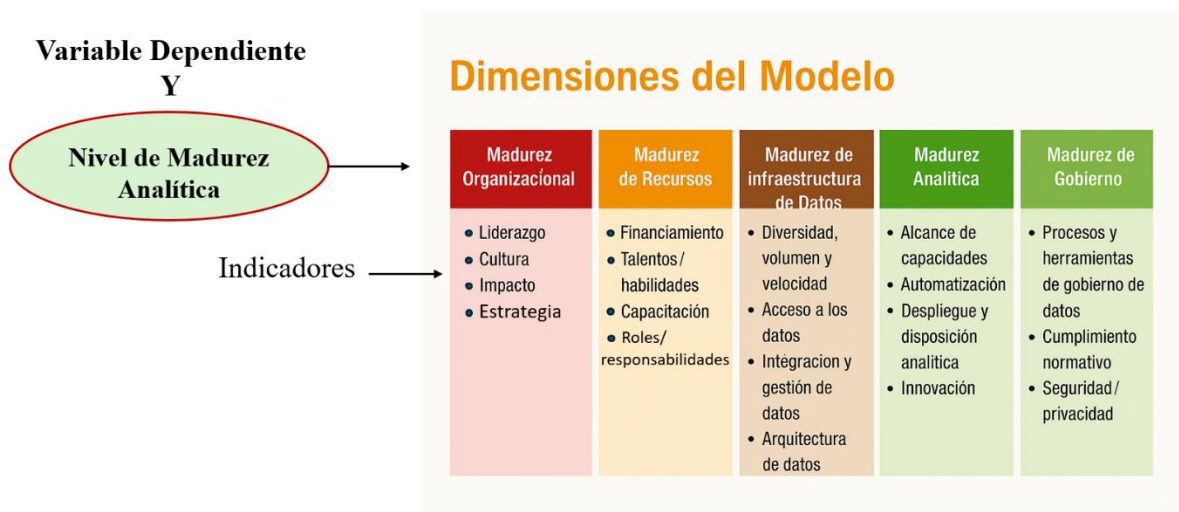 Variable Dependiente
Y
Nivel de Madurez
Analítica
Indicadores
Dimensiones del Modelo
Madurez
Organizacional
• Liderazgo
• Cultura
• Impacto
• Estrategia
Madurez
de Recursos
• Financiamiento
• Talentos/
habilidades
• Capacitación
• Roles/
responsabilidades
Madurez de
infraestructura
de Datos
• Diversidad,
volumen y
velocidad
• Acceso a los
datos
• Integracion y
gestión de
datos
• Arquitectura
de datos
Madurez
Analitica
• Alcance de
capacidades
• Automatización
• Despliegue y
disposición
analitica
• Innovación
Madurez de
Gobierno
• Procesos y
herramientas
de gobierno de
datos
• Cumplimiento
normativo
• Seguridad/
privacidad